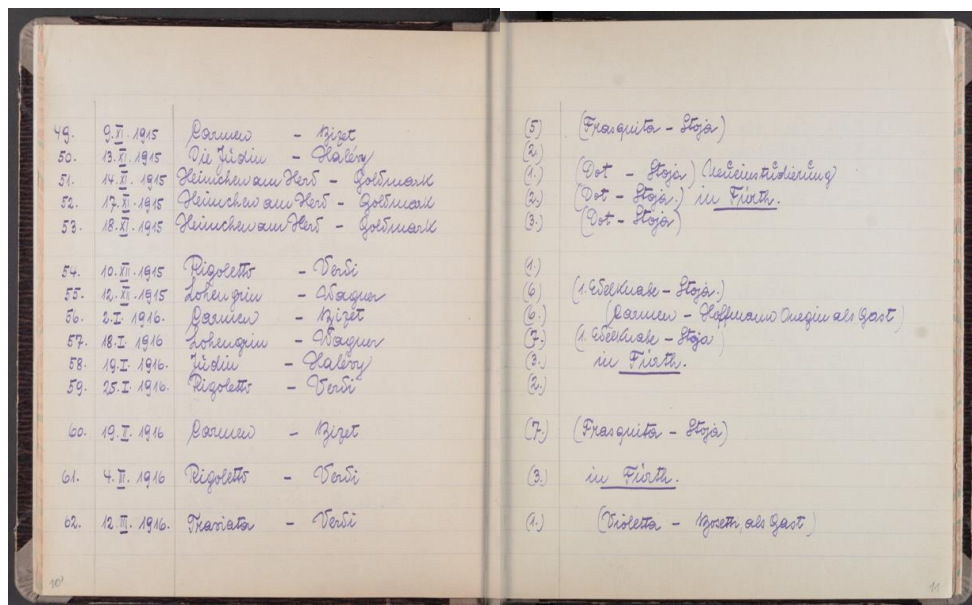 49. 9.XI.1915 Carmen - Bizet (5) (Frasquita - Stoja)
50. 13.XI.1915 Die Jüdin - Halévy (2.)
51. 14.XI.1915 Heimchen am Herd - Goldmark (1.) (Dot - Stoja) Neueinstudierung
52. 17.XI.1915 Heimchen am Herd - Goldmark (2.) (Dot - Stoja.) in Fürth.
53. 18.XI.1915 Heimchen am Herd - Goldmark (3.) (Dot - Stoja)
54. 10.XII.1915 Rigoletto - Verdi (1.)
55. 12.XII.1915 Lohengrin - Wagner (6) (1. Edelknabe - Stoja.)
56. 2.I.1916. Carmen - Bizet (6.) (Carmen - Hoffmann Onegin als Gast)
57. 18.I.1916 Lohengrin - Wagner (7.) (1. Edelknabe - Stoja)
58. 19.I.1916. Jüdin - Halévy (3.) in Fürth.
59. 25.I.1916. Rigoletto - Verdi (2.)
60. 19.II.1916 Carmen - Bizet (7.) (Frasquita - Stoja)
61. 4.III.1916 Rigoletto - Verdi (3.) in Fürth.
62. 12.III.1916. Traviata - Verdi (1.) (Violetta - Bosetti als Gast)
10 11